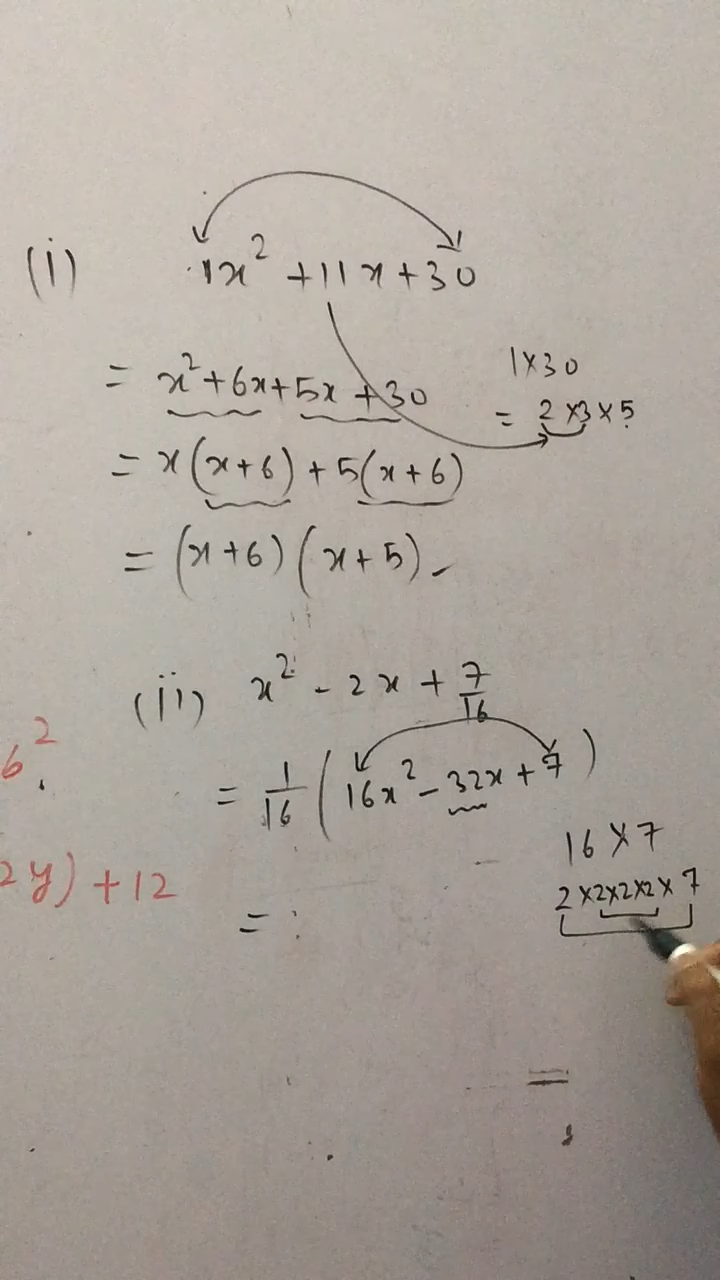 (i) 1x² + 11x + 30
= x² + 6x + 5x + 30
1 × 30
= 2 × 3 × 5
= x(x + 6) + 5(x + 6)
= (x + 6)(x + 5)
(ii) x² - 2x + 7/16
6²
= 1/16 (16x² - 32x + 7)
16 × 7
2y) + 12
2 × 2 × 2 × 2 × 7
=
=